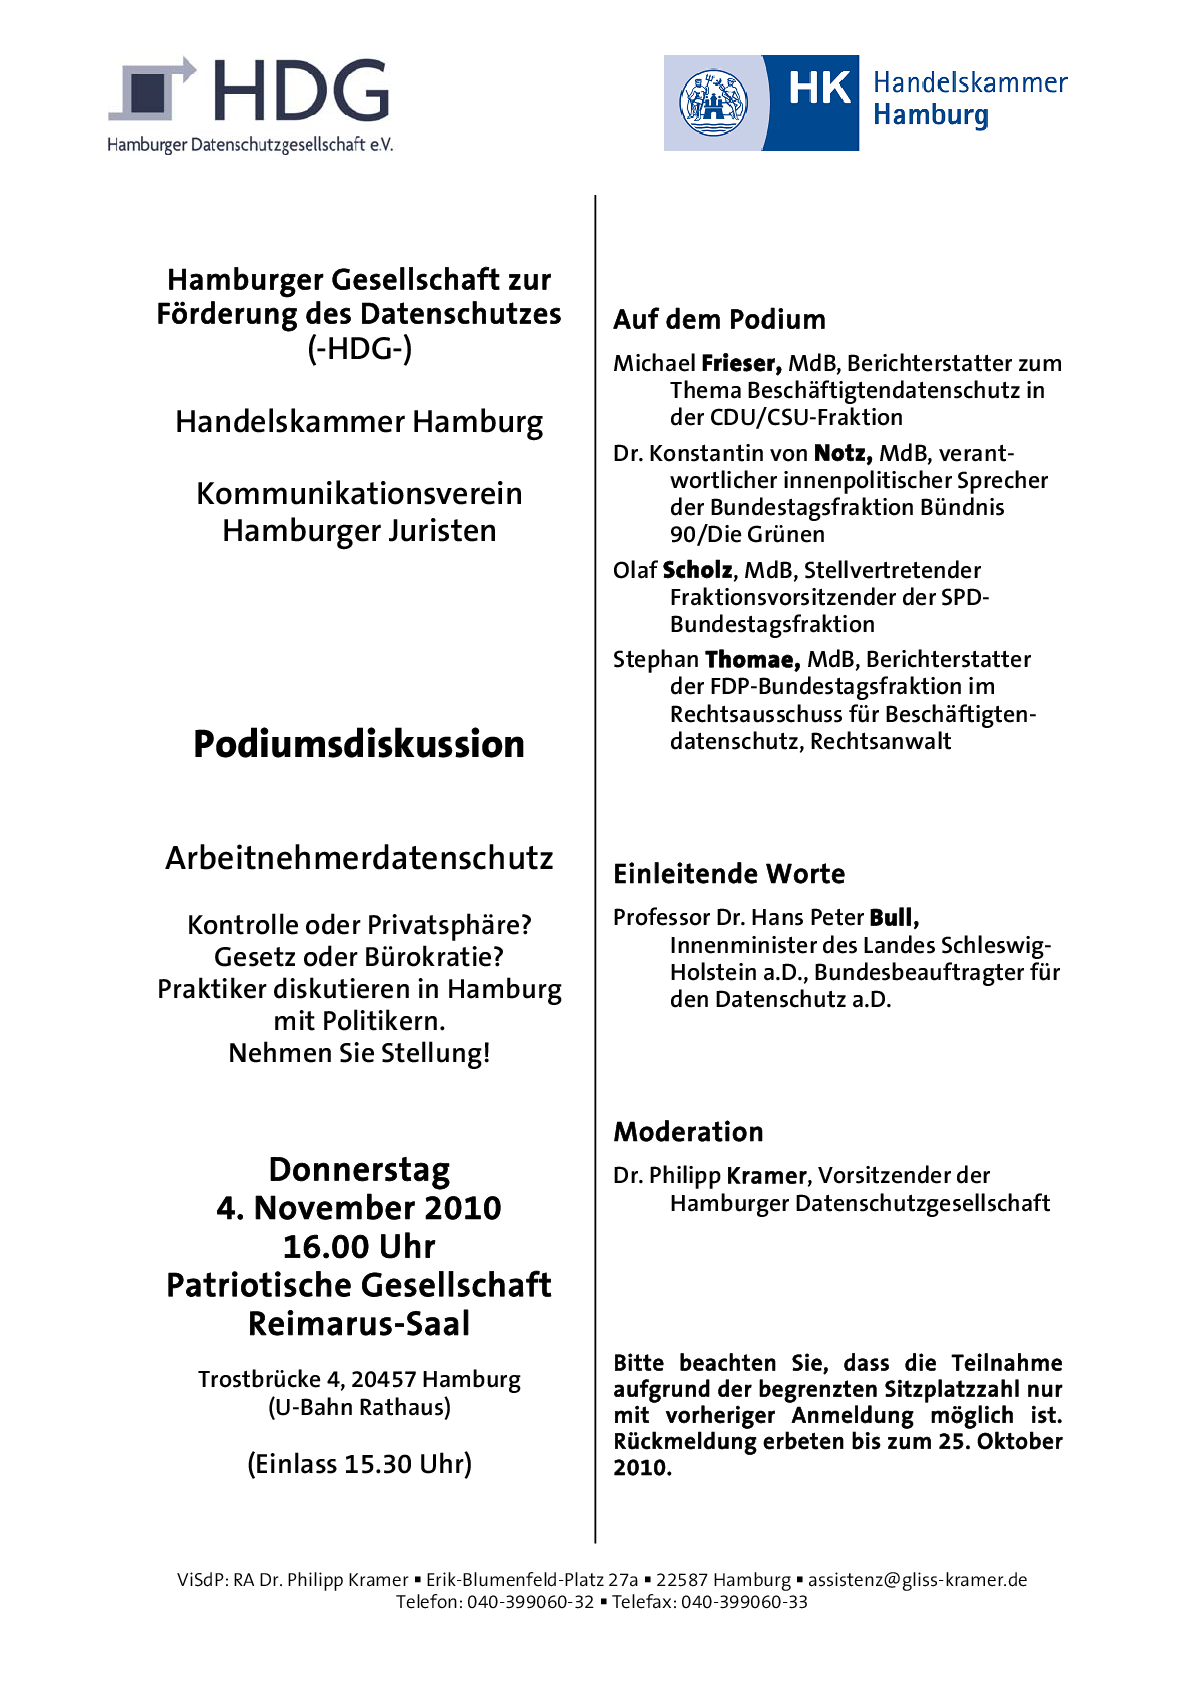 HDG
Hamburger Datenschutzgesellschaft e.V.
HK
Handelskammer
Hamburg
Hamburger Gesellschaft zur
Förderung des Datenschutzes
(-HDG-)
Handelskammer Hamburg
Kommunikationsverein
Hamburger Juristen
Podiumsdiskussion
Arbeitnehmerdatenschutz
Kontrolle oder Privatsphäre?
Gesetz oder Bürokratie?
Praktiker diskutieren in Hamburg
mit Politikern.
Nehmen Sie Stellung!
Donnerstag
4. November 2010
16.00 Uhr
Patriotische Gesellschaft
Reimarus-Saal
Trostbrücke 4, 20457 Hamburg
(U-Bahn Rathaus)
(Einlass 15.30 Uhr)
Auf dem Podium
Michael Frieser, MdB, Berichterstatter zum
Thema Beschäftigtendatenschutz in
der CDU/CSU-Fraktion
Dr. Konstantin von Notz, MdB, verant-
wortlicher innenpolitischer Sprecher
der Bundestagsfraktion Bündnis
90/Die Grünen
Olaf Scholz, MdB, Stellvertretender
Fraktionsvorsitzender der SPD-
Bundestagsfraktion
Stephan Thomae, MdB, Berichterstatter
der FDP-Bundestagsfraktion im
Rechtsausschuss für Beschäftigten-
datenschutz, Rechtsanwalt
Einleitende Worte
Professor Dr. Hans Peter Bull,
Innenminister des Landes Schleswig-
Holstein a.D., Bundesbeauftragter für
den Datenschutz a.D.
Moderation
Dr. Philipp Kramer, Vorsitzender der
Hamburger Datenschutzgesellschaft
Bitte beachten Sie, dass die Teilnahme
aufgrund der begrenzten Sitzplatzzahl nur
mit vorheriger Anmeldung möglich ist.
Rückmeldung erbeten bis zum 25. Oktober
2010.
ViSdP: RA Dr. Philipp Kramer ▪ Erik-Blumenfeld-Platz 27a ▪ 22587 Hamburg ▪ assistenz@gliss-kramer.de
Telefon: 040-399060-32 ▪ Telefax: 040-399060-33